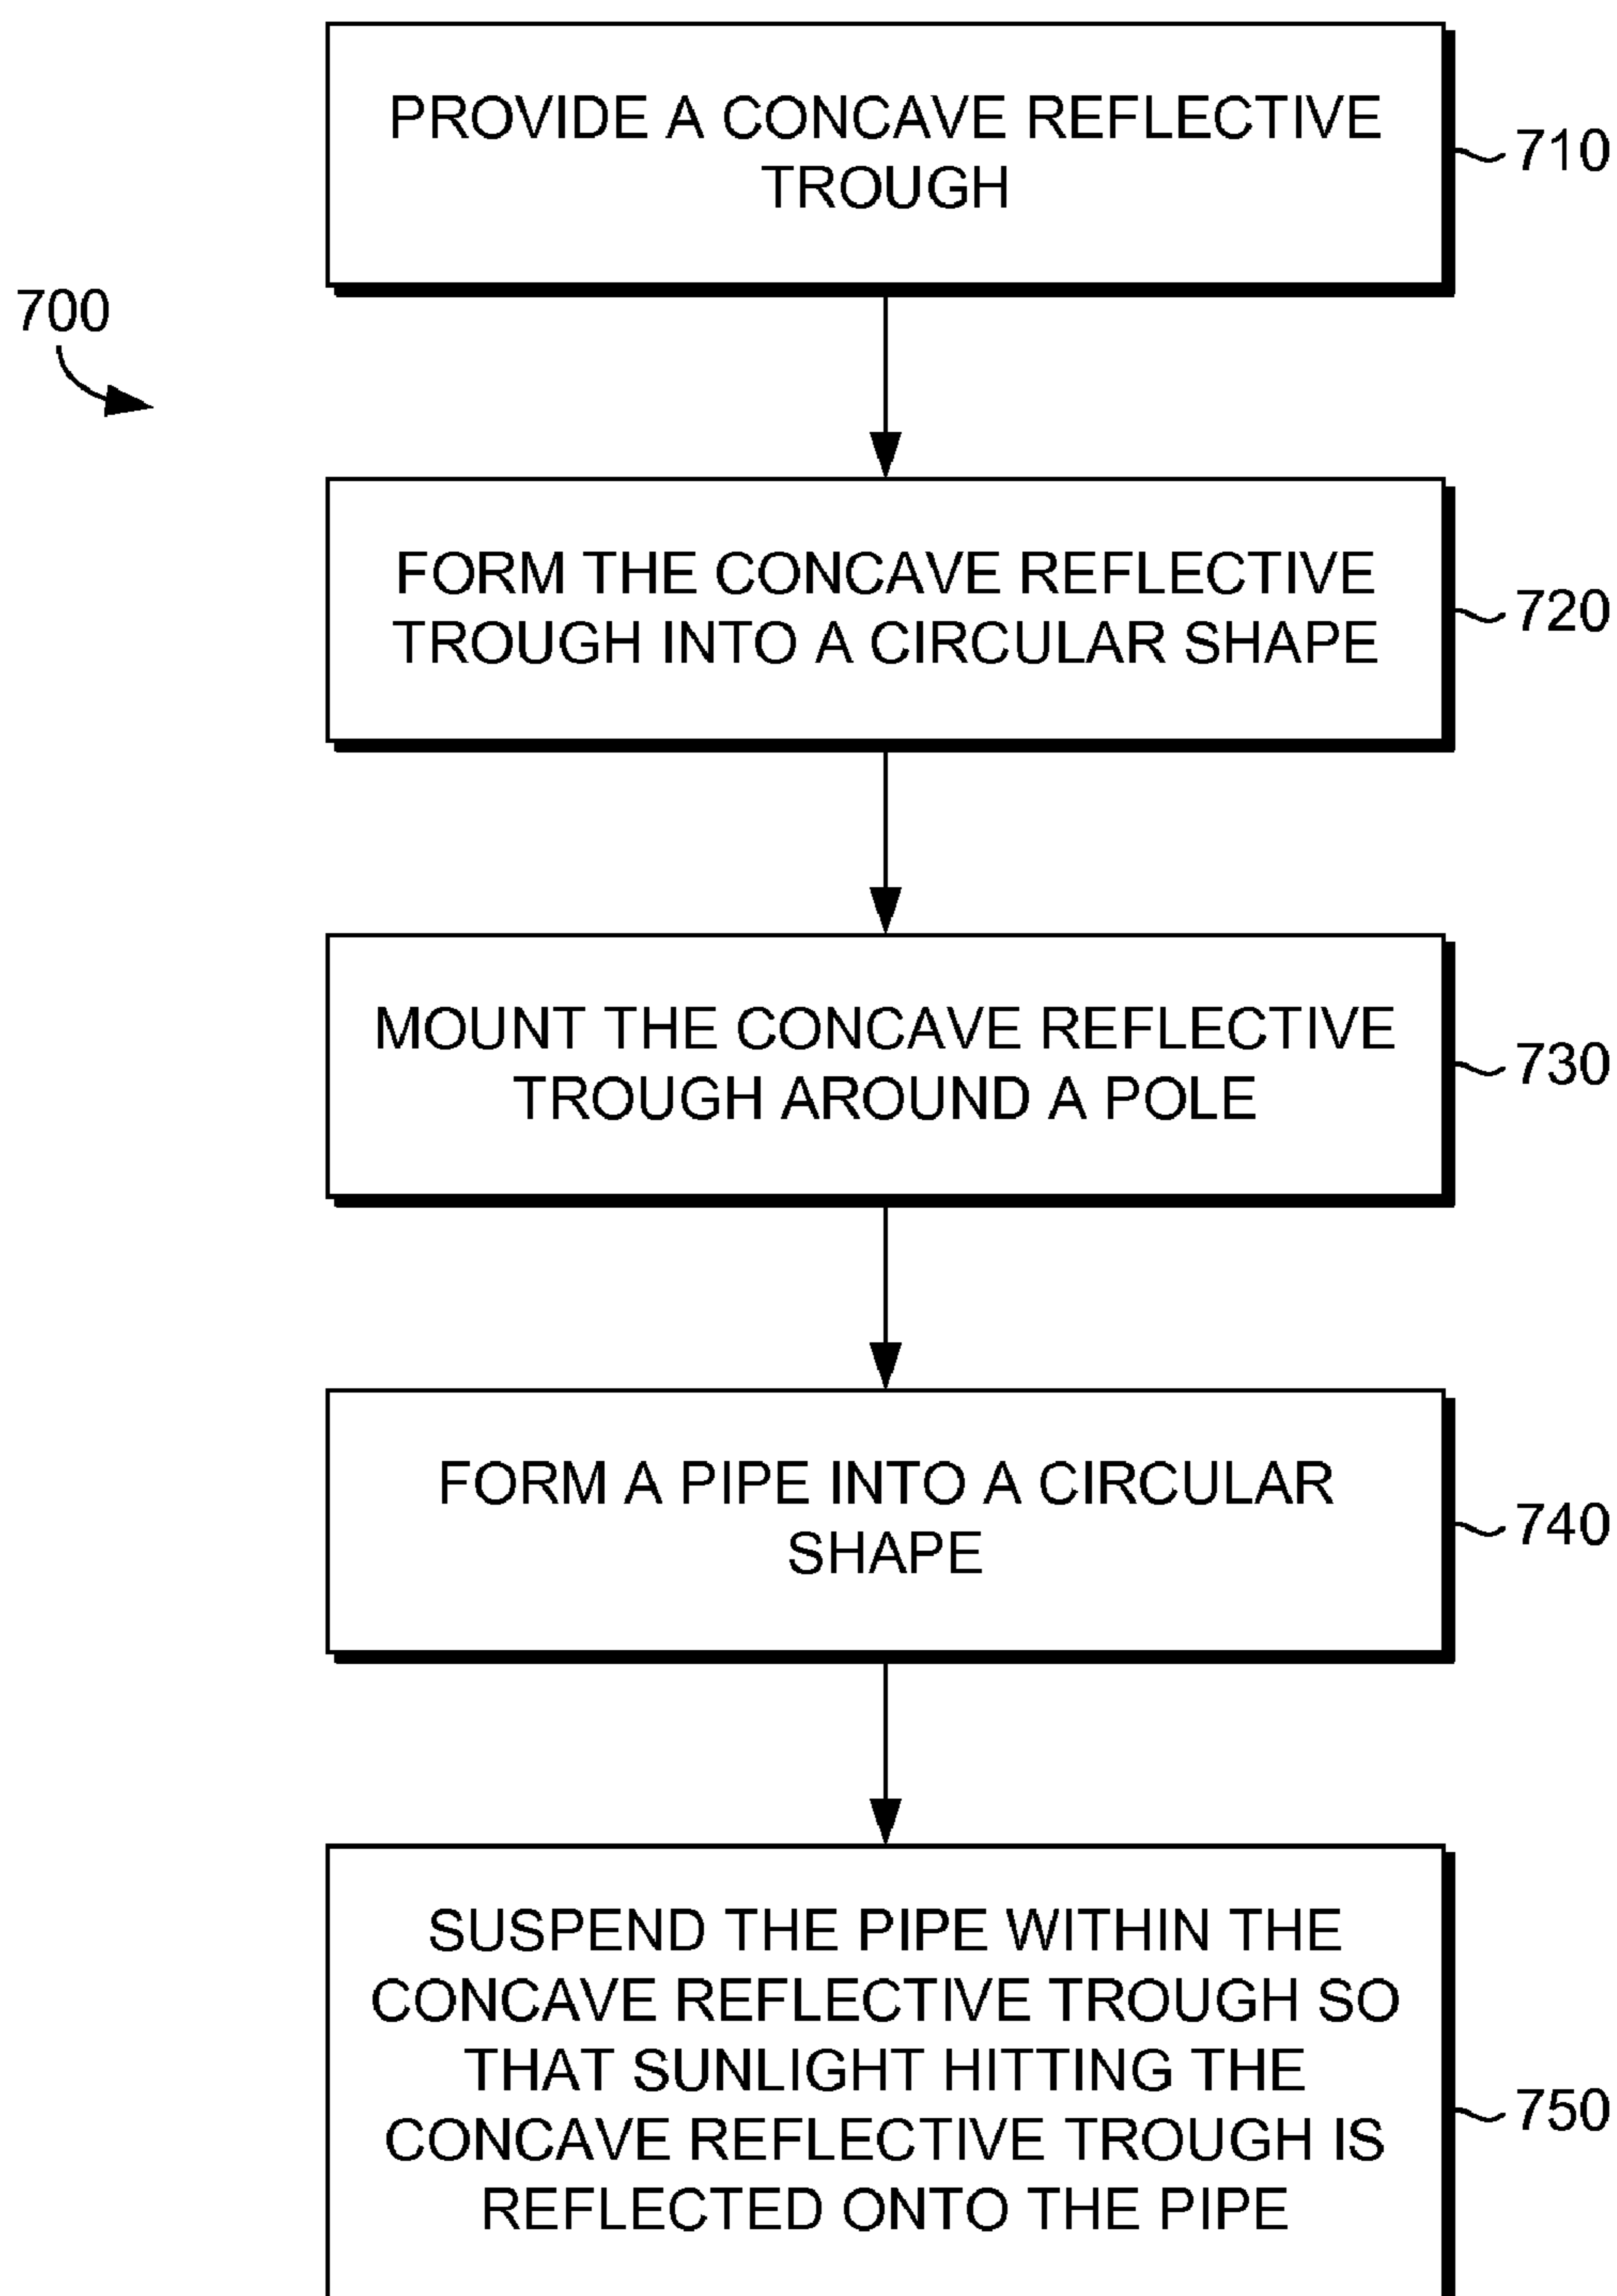 PROVIDE A CONCAVE REFLECTIVE
TROUGH
710
700
FORM THE CONCAVE REFLECTIVE
TROUGH INTO A CIRCULAR SHAPE
720
MOUNT THE CONCAVE REFLECTIVE
TROUGH AROUND A POLE
730
FORM A PIPE INTO A CIRCULAR
SHAPE
740
SUSPEND THE PIPE WITHIN THE
CONCAVE REFLECTIVE TROUGH SO
THAT SUNLIGHT HITTING THE
CONCAVE REFLECTIVE TROUGH IS
REFLECTED ONTO THE PIPE
750